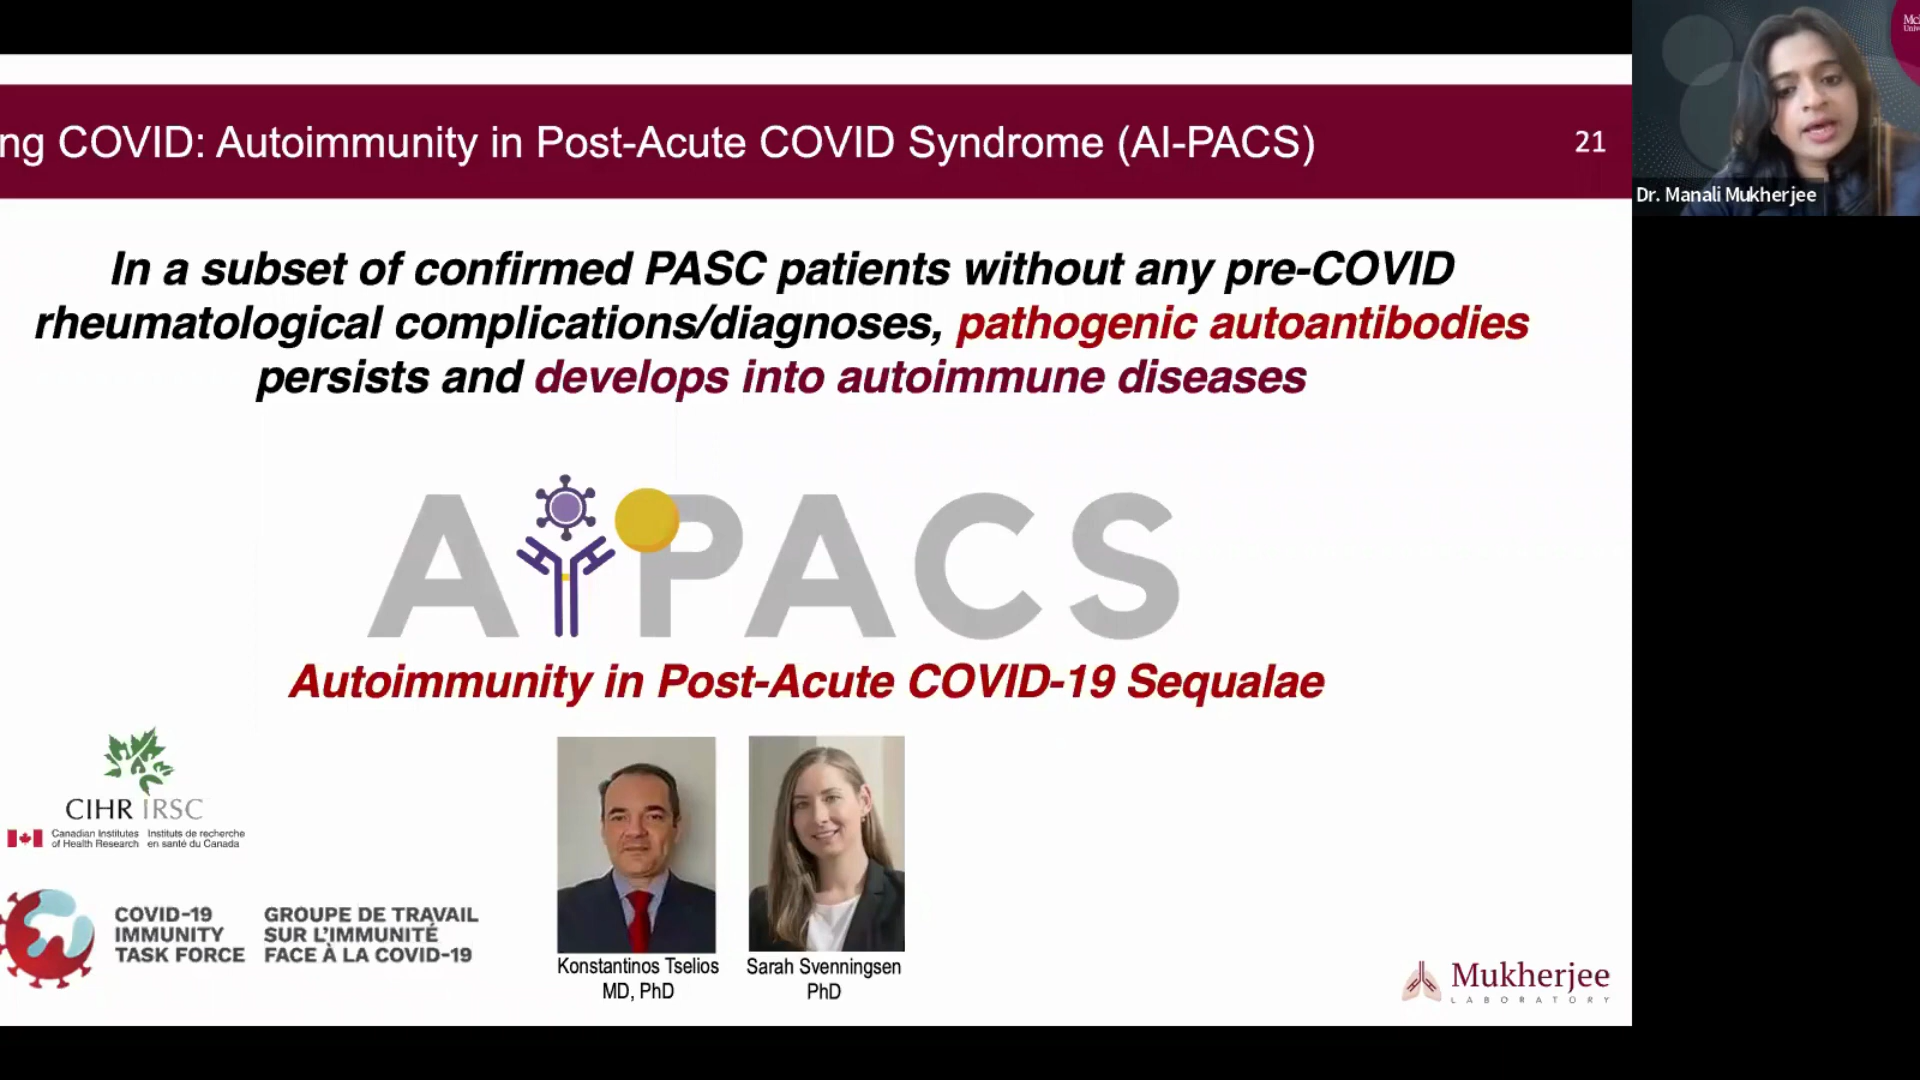 ng COVID: Autoimmunity in Post-Acute COVID Syndrome (AI-PACS)
21
Dr. Manali Mukherjee
In a subset of confirmed PASC patients without any pre-COVID
rheumatological complications/diagnoses, pathogenic autoantibodies
persists and develops into autoimmune diseases
AIPACS
Autoimmunity in Post-Acute COVID-19 Sequalae
CIHR IRSC
Canadian Institutes
of Health Research
Instituts de recherche
en santé du Canada
COVID-19
IMMUNITY
TASK FORCE
GROUPE DE TRAVAIL
SUR L'IMMUNITÉ
FACE À LA COVID-19
Konstantinos Tselios
MD, PhD
Sarah Svenningsen
PhD
Mukherjee
LABORATORY